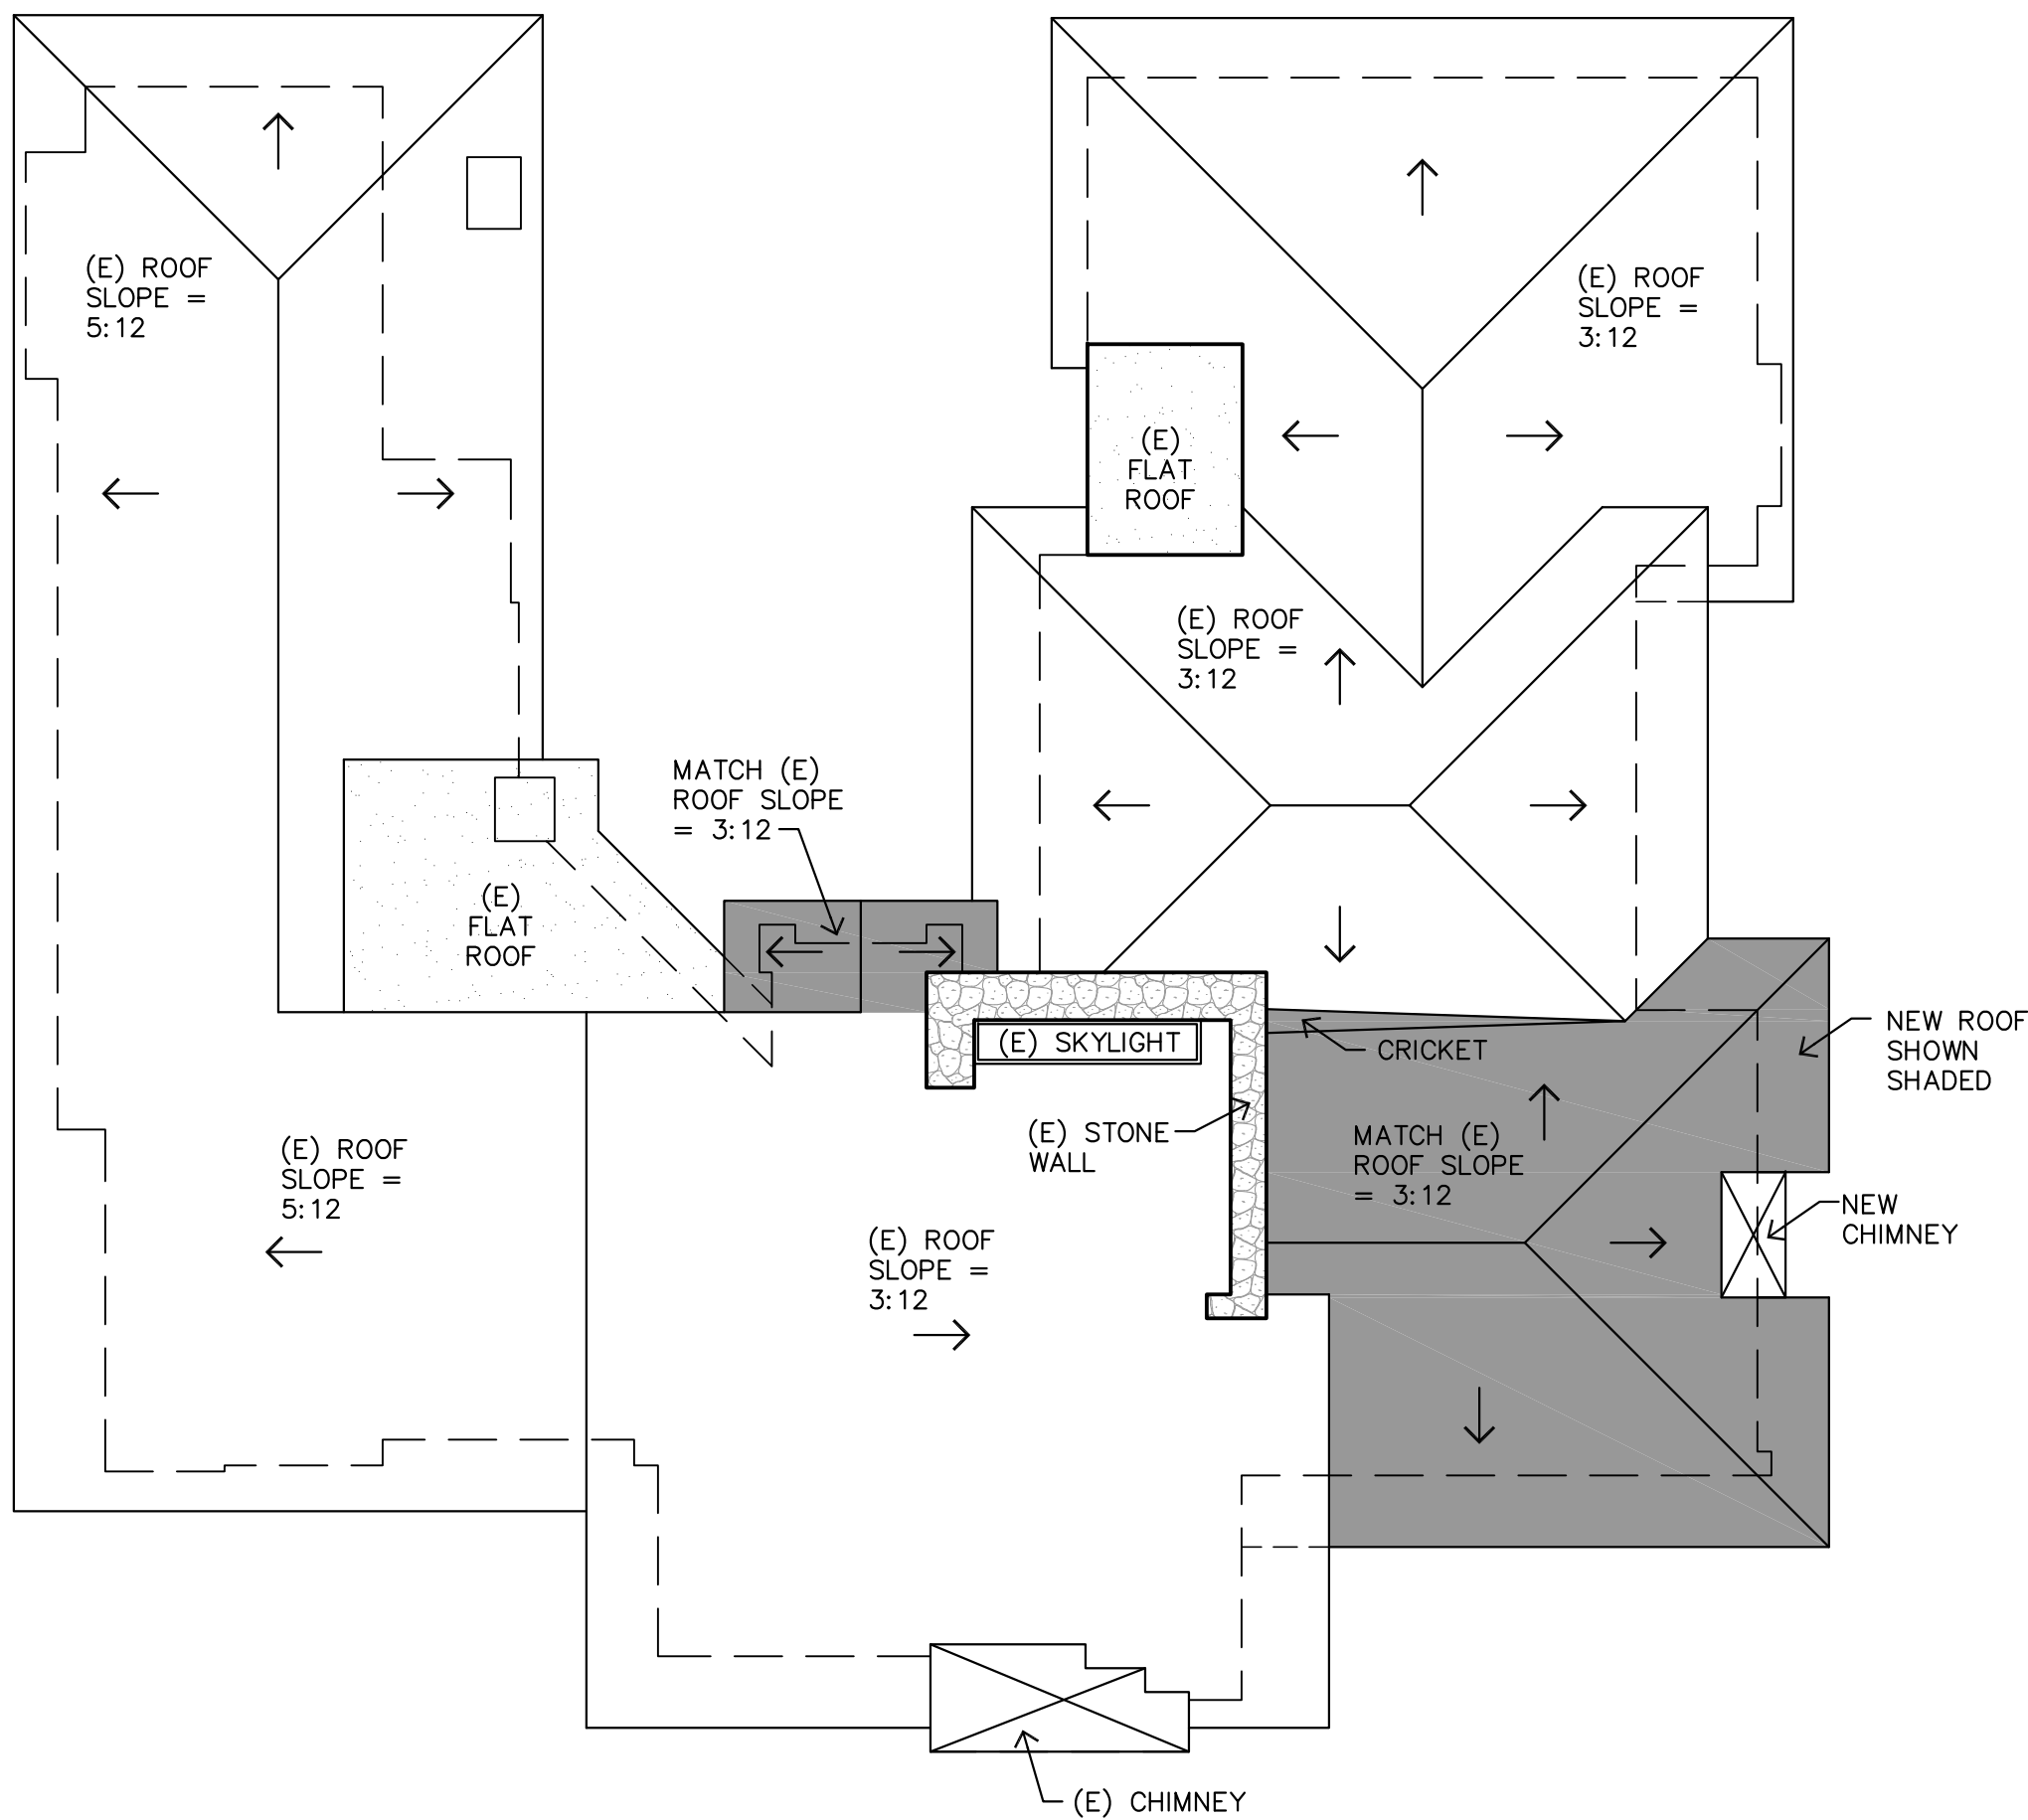 (E) ROOF
SLOPE =
5:12
(E) ROOF
SLOPE =
3:12
(E)
FLAT
ROOF
(E) ROOF
SLOPE =
3:12
MATCH (E)
ROOF SLOPE
= 3:12
(E)
FLAT
ROOF
(E) SKYLIGHT
CRICKET
NEW ROOF
SHOWN
SHADED
(E) STONE
WALL
MATCH (E)
ROOF SLOPE
= 3:12
(E) ROOF
SLOPE =
5:12
NEW
CHIMNEY
(E) ROOF
SLOPE =
3:12
(E) CHIMNEY